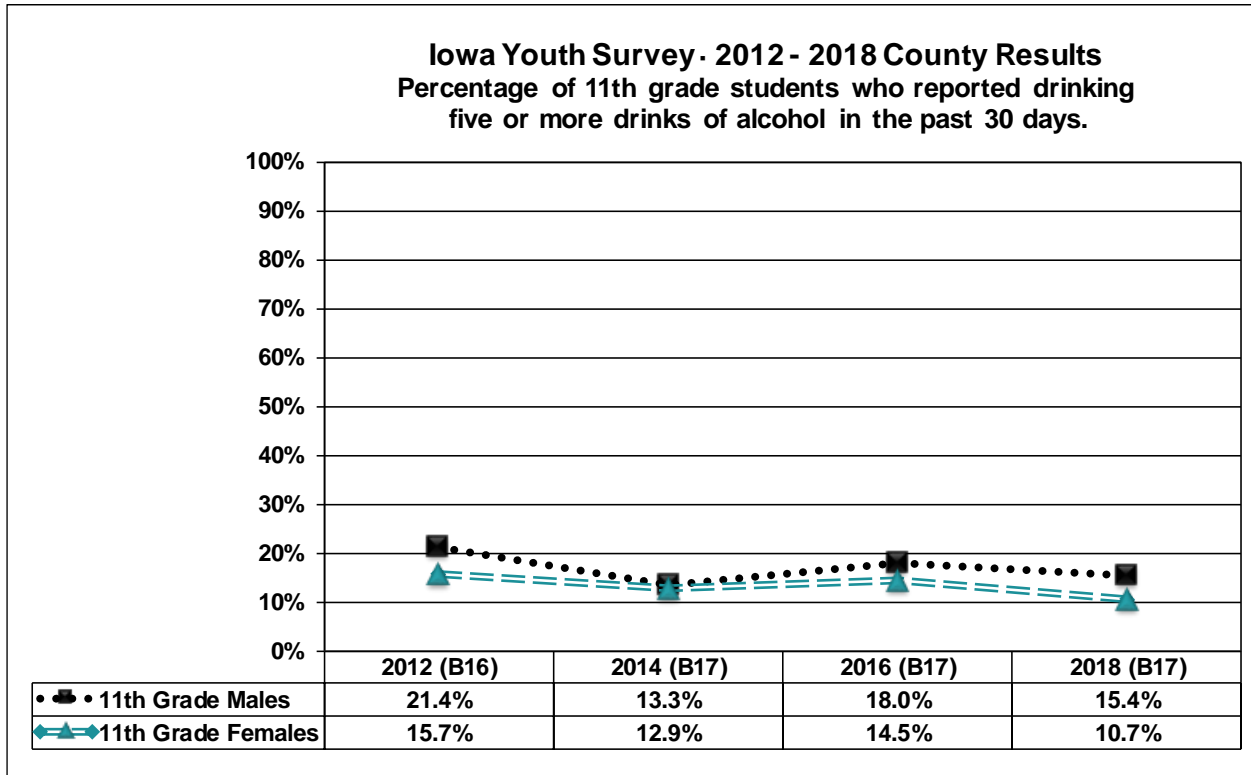 Iowa Youth Survey · 2012 - 2018 County Results
Percentage of 11th grade students who reported drinking
five or more drinks of alcohol in the past 30 days.
100%
90%
80%
70%
60%
50%
40%
30%
20%
10%
0%
2012 (B16) 2014 (B17) 2016 (B17) 2018 (B17)
11th Grade Males 21.4% 13.3% 18.0% 15.4%
11th Grade Females 15.7% 12.9% 14.5% 10.7%